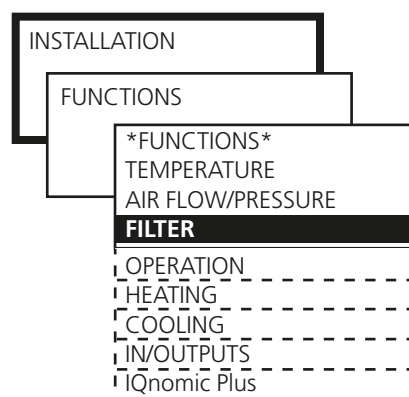 INSTALLATION
FUNCTIONS
*FUNCTIONS*
TEMPERATURE
AIR FLOW/PRESSURE
FILTER
OPERATION
HEATING
COOLING
IN/OUTPUTS
IQnomic Plus